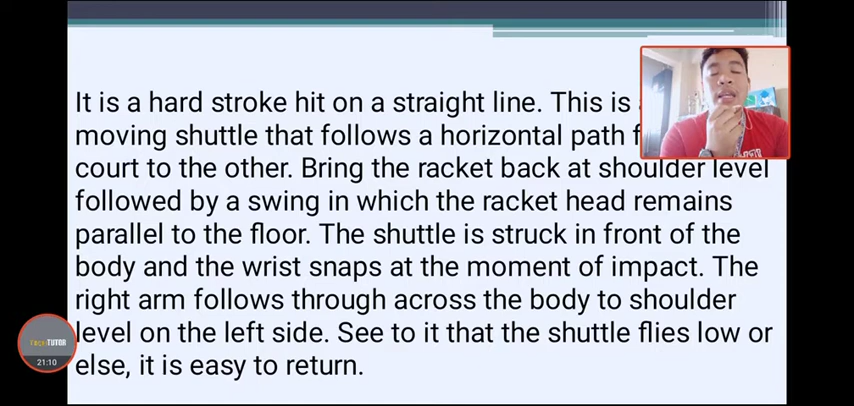 It is a hard stroke hit on a straight line. This is
moving shuttle that follows a horizontal path
court to the other. Bring the racket back at shoulder level
followed by a swing in which the racket head remains
parallel to the floor. The shuttle is struck in front of the
body and the wrist snaps at the moment of impact. The
right arm follows through across the body to shoulder
level on the left side. See to it that the shuttle flies low or
else, it is easy to return.
TUTOR
21:10